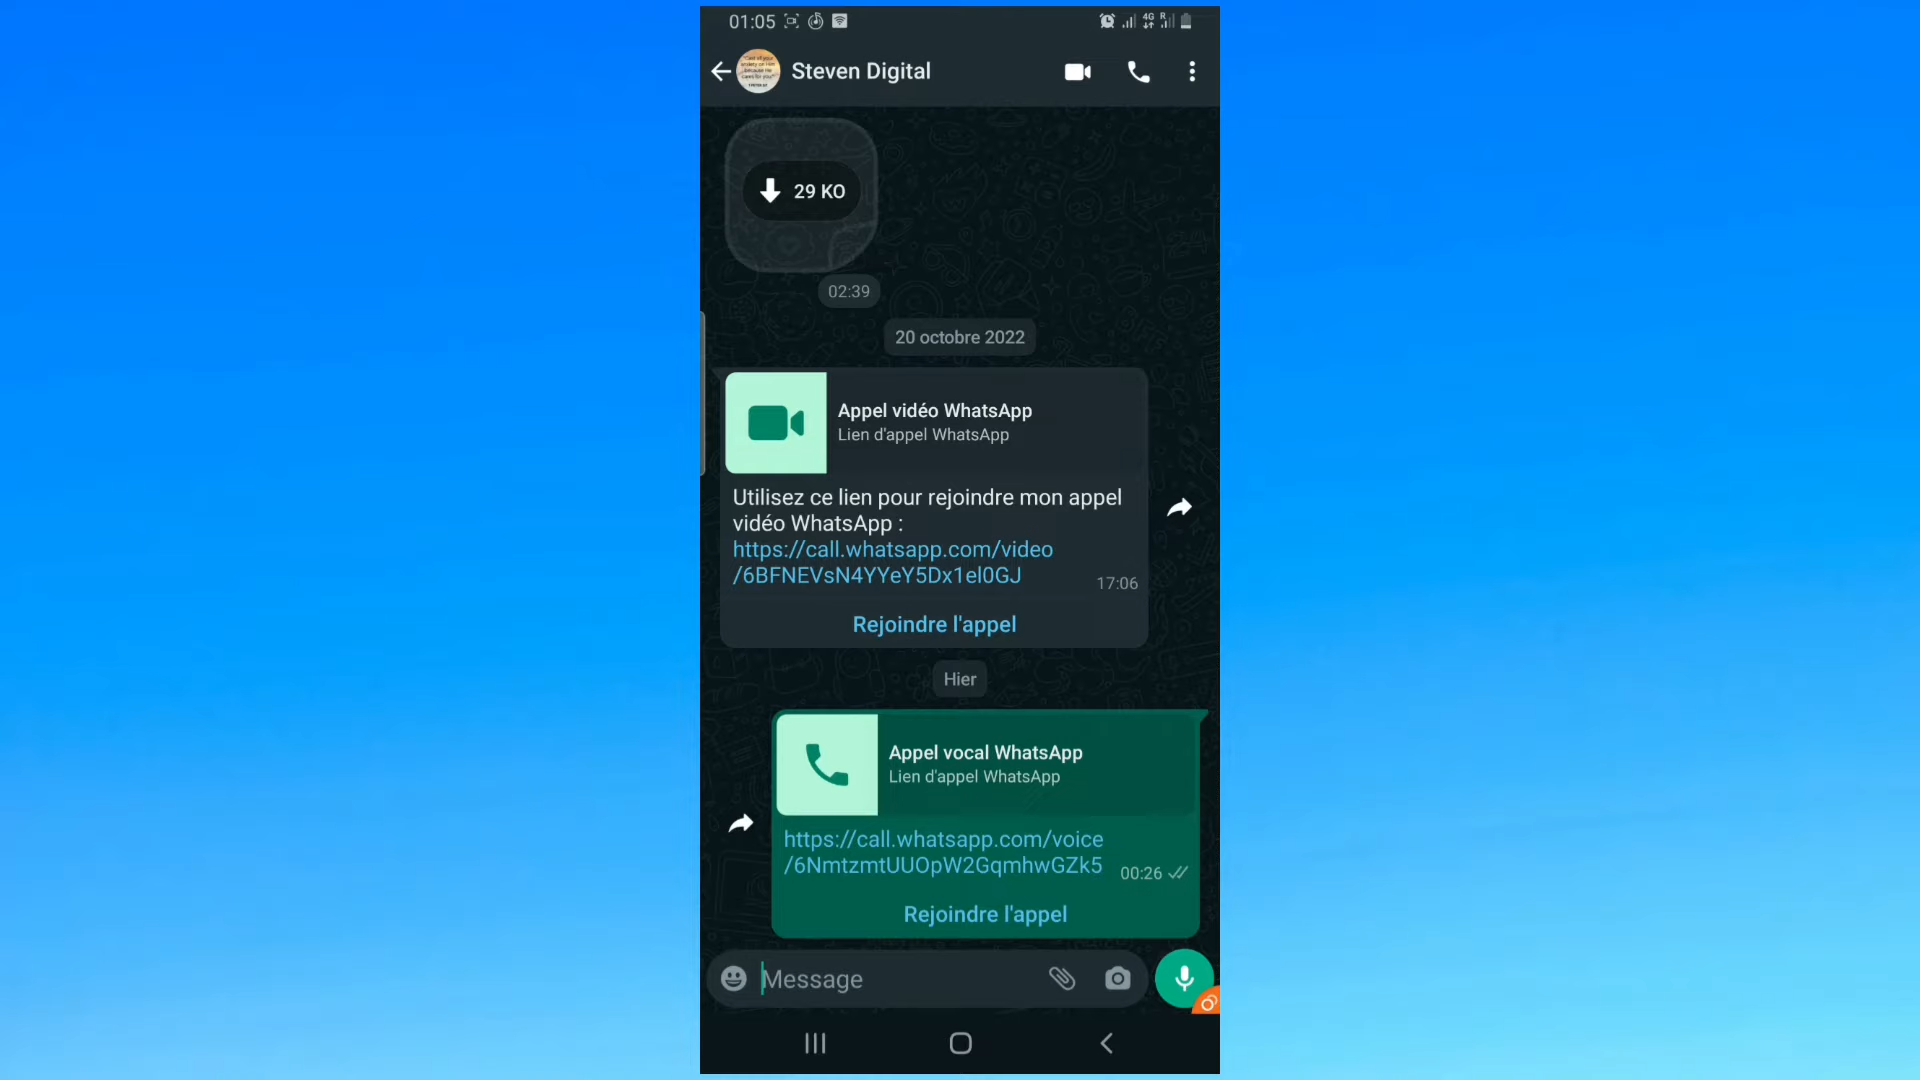 01:05
4G R
Steven Digital
29 KO
02:39
20 octobre 2022
Appel vidéo WhatsApp
Lien d'appel WhatsApp
Utilisez ce lien pour rejoindre mon appel
vidéo WhatsApp :
https://call.whatsapp.com/video
/6BFNEVsN4YYeY5Dx1el0GJ
17:06
Rejoindre l'appel
Hier
Appel vocal WhatsApp
Lien d'appel WhatsApp
https://call.whatsapp.com/voice
/6NmtzmtUUOpW2GqmhwGZk5
00:26
Rejoindre l'appel
Message